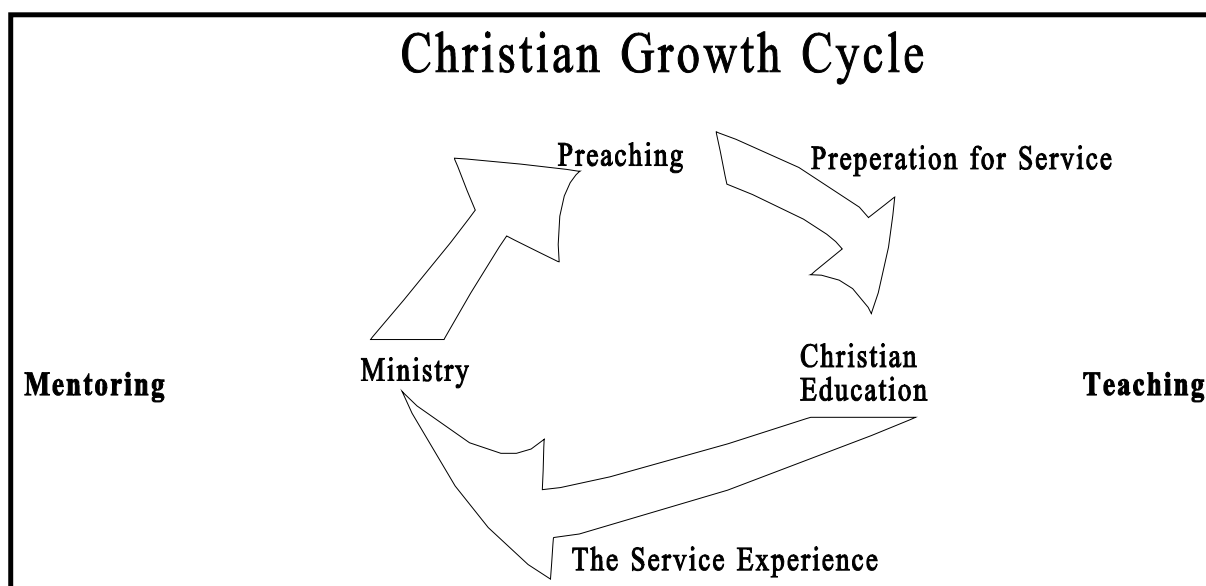 Christian Growth Cycle
Preaching
Preperation for Service
Mentoring
Ministry
Christian
Education
Teaching
The Service Experience